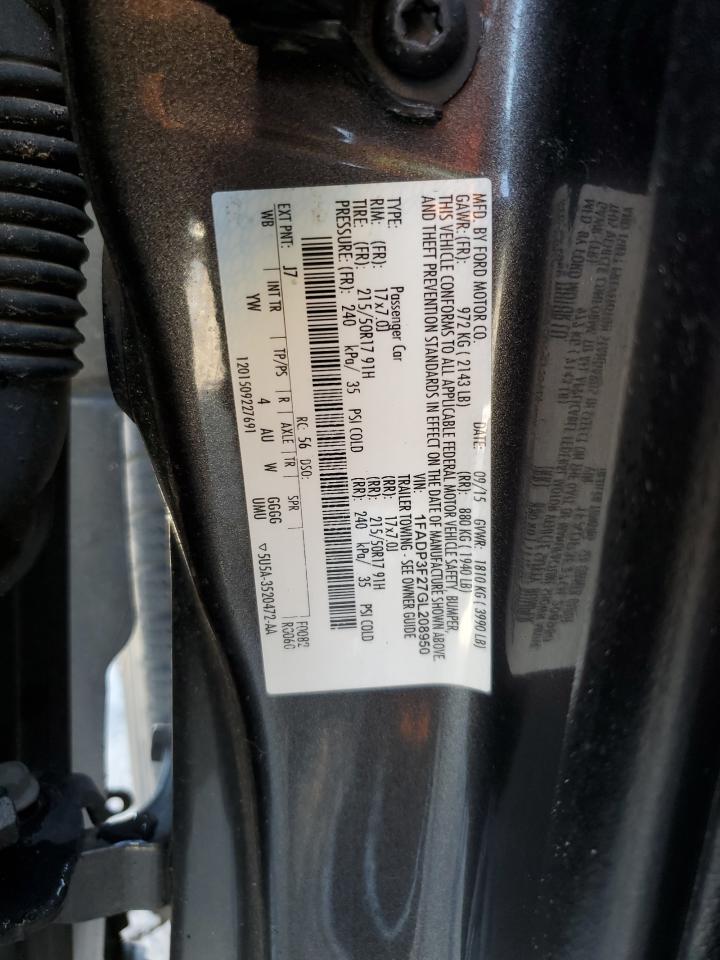 MFD. BY FORD MOTOR CO. DATE: 09/15 GVWR: 1810 KG ( 3990 LB)
GAWR: (FR): 972 KG ( 2143 LB) (RR): 880 KG ( 1940 LB)
THIS VEHICLE CONFORMS TO ALL APPLICABLE FEDERAL MOTOR VEHICLE SAFETY, BUMPER,
AND THEFT PREVENTION STANDARDS IN EFFECT ON THE DATE OF MANUFACTURE SHOWN ABOVE.
VIN: 1FADP3F27GL208950
TYPE: Passenger Car TRAILER TOWING - SEE OWNER GUIDE
RIM: (FR): 17x7.0J (RR): 17x7.0J
TIRE: (FR): 215/50R17 91H (RR): 215/50R17 91H
PRESSURE: (FR): 240 kPa/ 35 PSI COLD (RR): 240 kPa/ 35 PSI COLD
EXT PNT: J7 RC: 56 DSO: F0082
WB INT TR TP/PS R AXLE TR SPR
YW 4 AU W GGGG
1201509227691 UMU ▽5U5A-3520472-AA